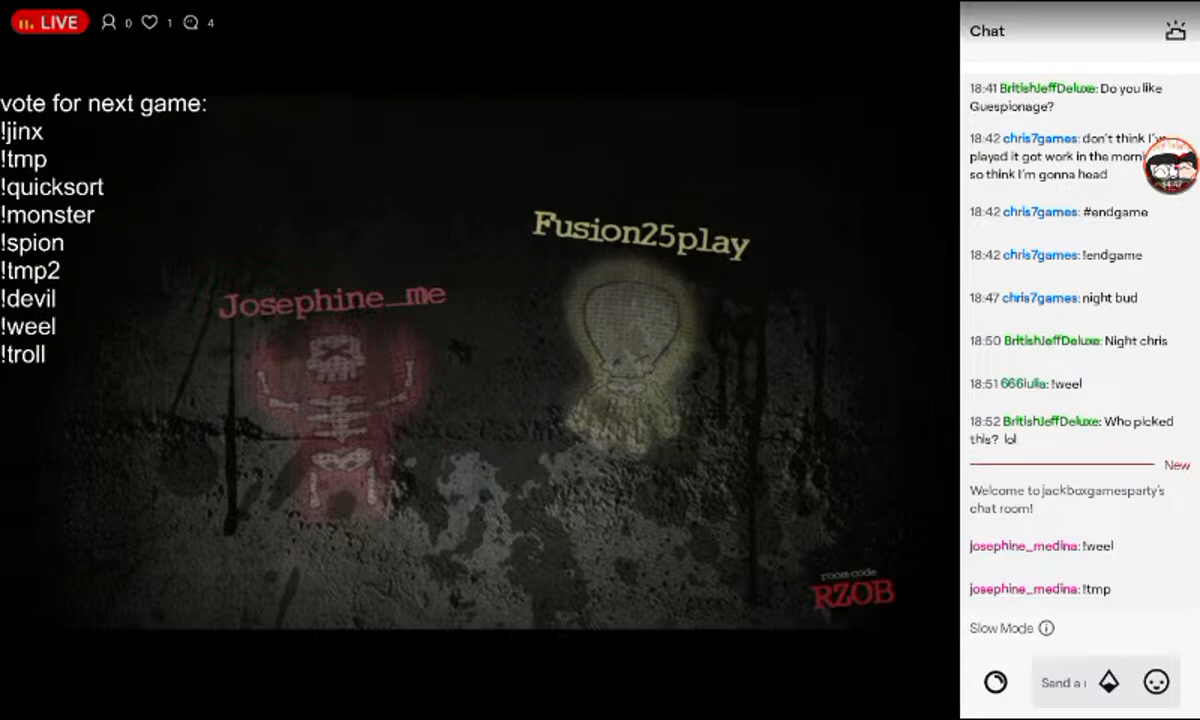 LIVE 0 1 4
vote for next game:
!jinx
!tmp
!quicksort
!monster
!spion
!tmp2
!devil
!weel
!troll
Josephine_me
Fusion25play
room code
RZOB
Chat
18:41 BritishJeffDeluxe: Do you like
Guespionage?
18:42 chris7games: don't think I've
played it got work in the morni
so think I'm gonna head
18:42 chris7games: #endgame
18:42 chris7games: !endgame
18:47 chris7games: night bud
18:50 BritishJeffDeluxe: Night chris
18:51 666iulia: !weel
18:52 BritishJeffDeluxe: Who picked
this? lol
New
Welcome to jackboxgamesparty's
chat room!
josephine_medina: !weel
josephine_medina: !tmp
Slow Mode
Send a